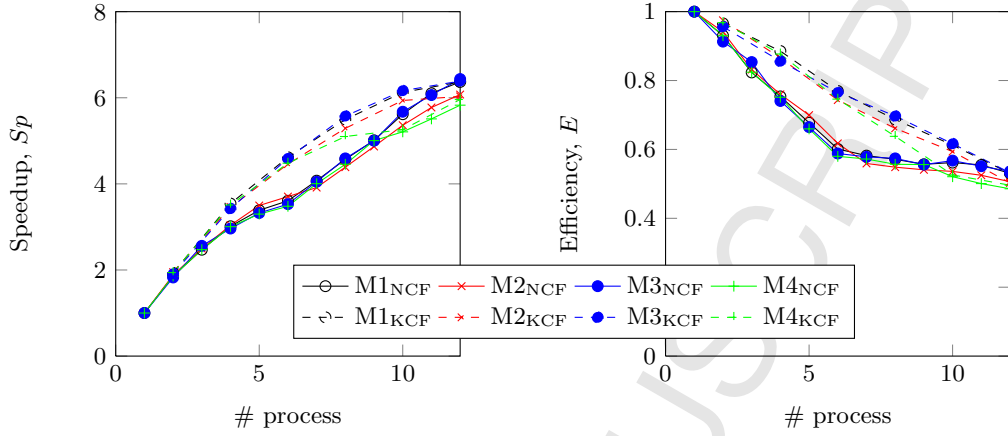 8
6
4
2
0
0
5
10
Speedup, Sp
# process
1
0.8
0.6
0.4
0
5
10
Efficiency, E
# process
M1NCF M2NCF M3NCF M4NCF
M1KCF M2KCF M3KCF M4KCF
USCRIP